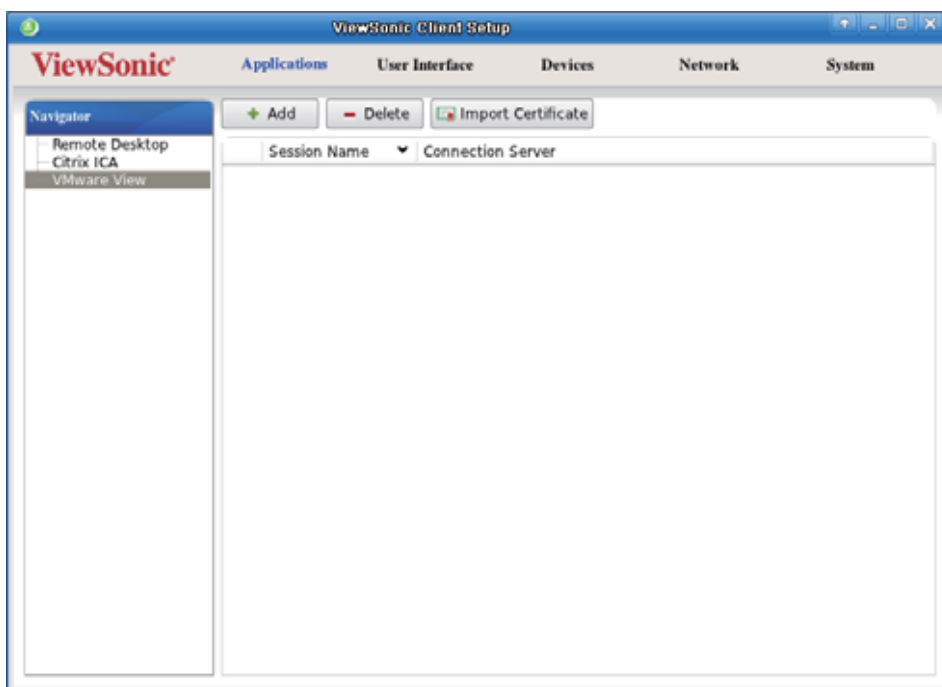 ViewSonic Client Setup
ViewSonic®
Applications User Interface Devices Network System
Navigator
Remote Desktop
Citrix ICA
VMware View
+ Add − Delete Import Certificate
Session Name Connection Server